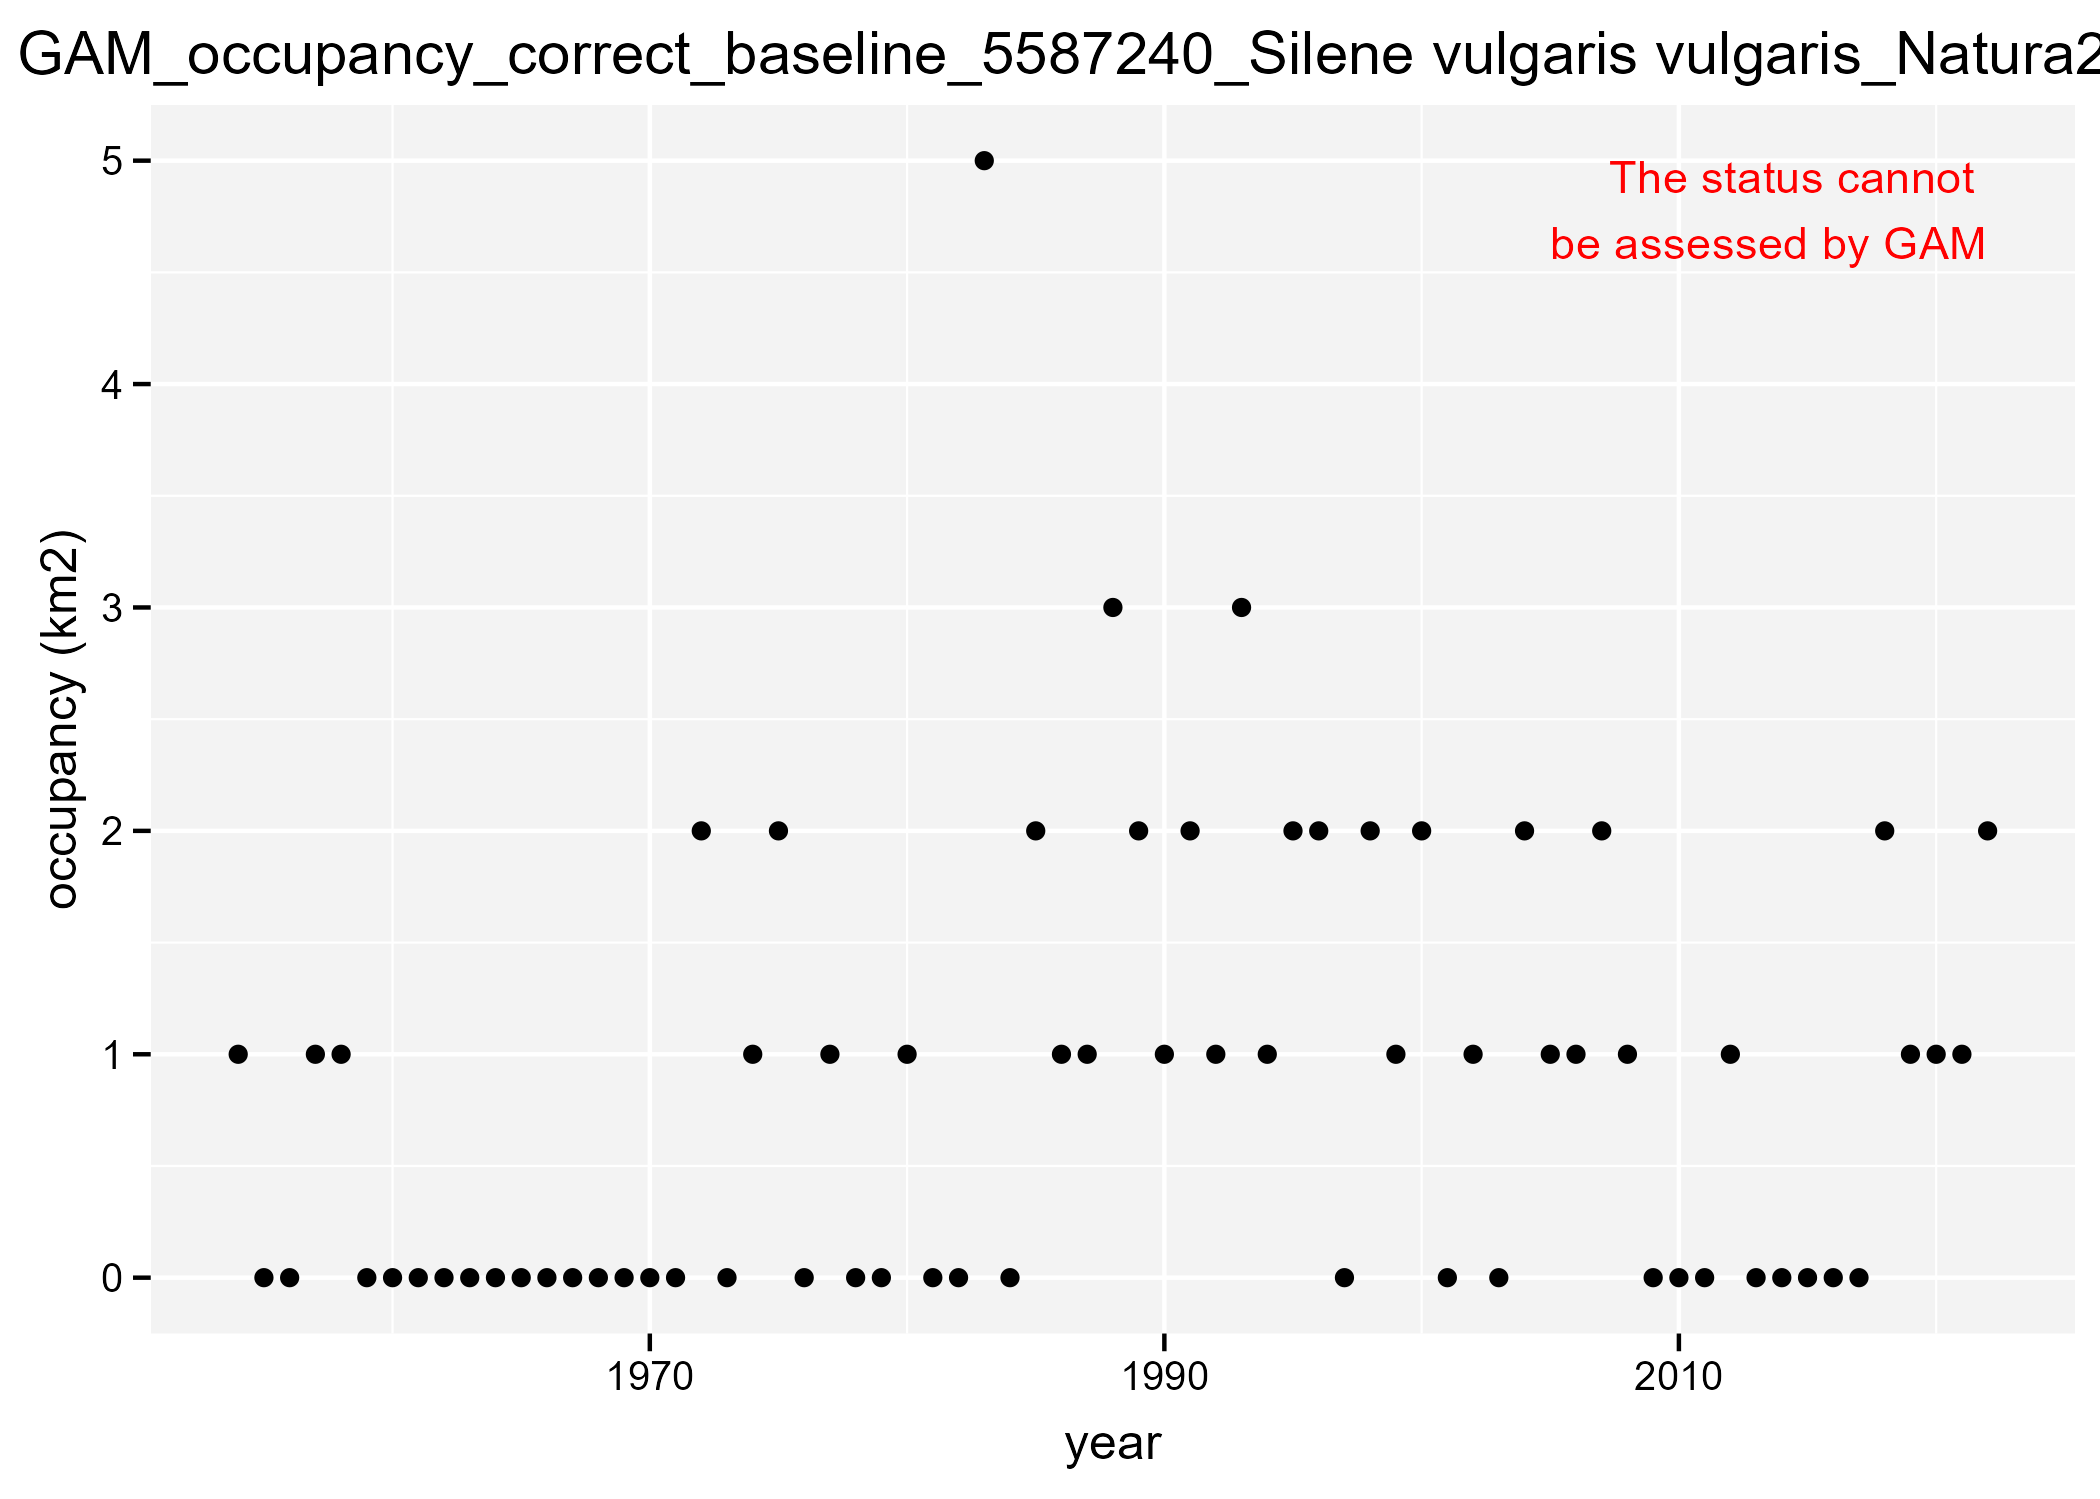 GAM_occupancy_correct_baseline_5587240_Silene vulgaris vulgaris_Natura2
The status cannot
be assessed by GAM
5
4
3
2
1
0
occupancy (km2)
1970 1990 2010
year